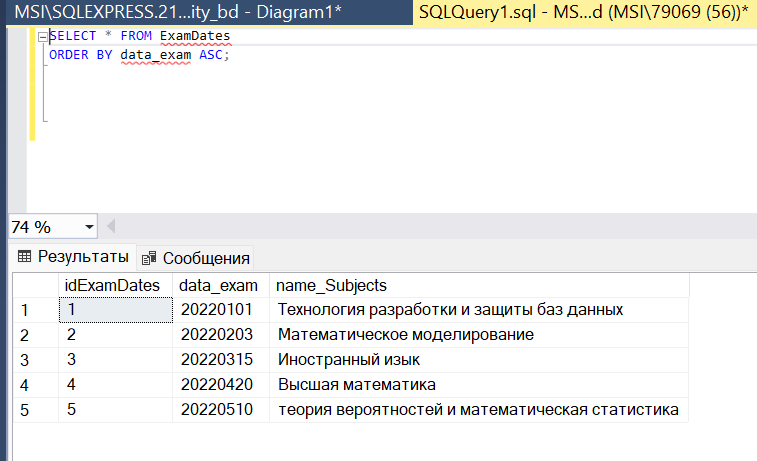 MSI\SQLEXPRESS.21...ity_bd - Diagram1* SQLQuery1.sql - MS...d (MSI\79069 (56))*
SELECT * FROM ExamDates
ORDER BY data_exam ASC;
74 %
Результаты Сообщения
idExamDates data_exam name_Subjects
1 1 20220101 Технология разработки и защиты баз данных
2 2 20220203 Математическое моделирование
3 3 20220315 Иностранный изык
4 4 20220420 Высшая математика
5 5 20220510 теория вероятностей и математическая статистика